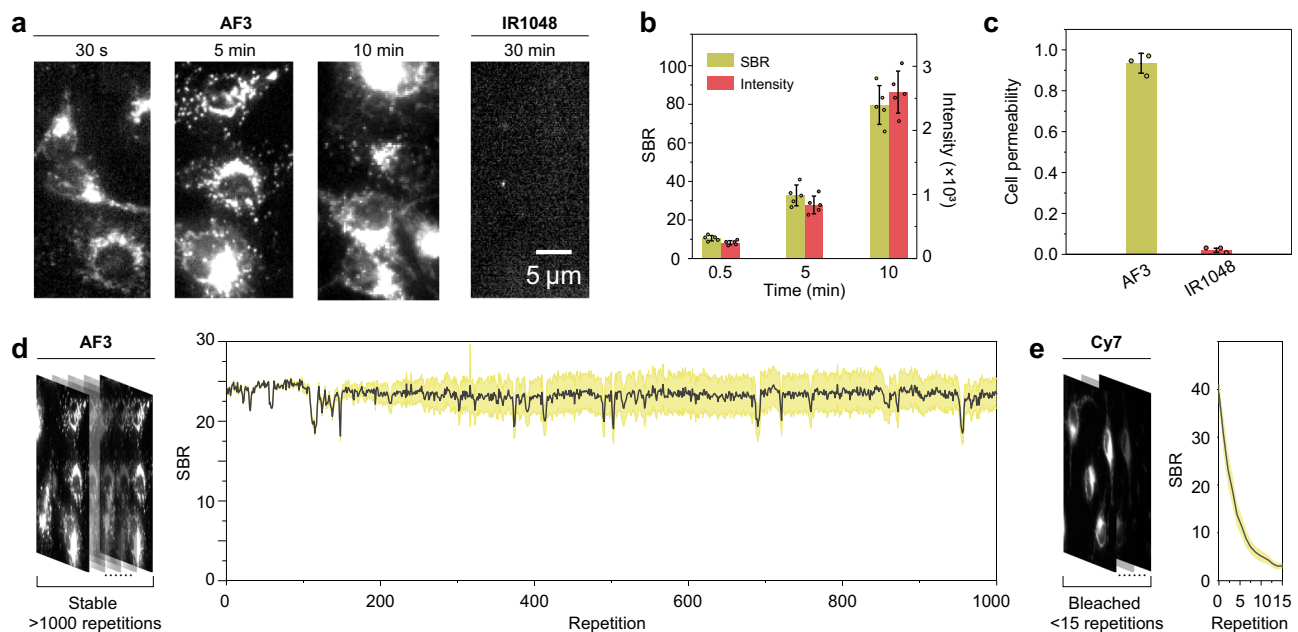 a
AF3
IR1048
30 s
5 min
10 min
30 min
5 μm
b
SBR
Intensity
100
80
60
40
20
0
SBR
3
2
1
0
Intensity (×10³)
0.5
5
10
Time (min)
c
1.0
0.8
0.6
0.4
0.2
0.0
Cell permeability
AF3
IR1048
d
AF3
......
Stable
>1000 repetitions
30
20
15
10
0
SBR
0
200
400
600
800
1000
Repetition
e
Cy7
......
Bleached
<15 repetitions
50
40
30
20
10
0
SBR
0
5
10
15
Repetition